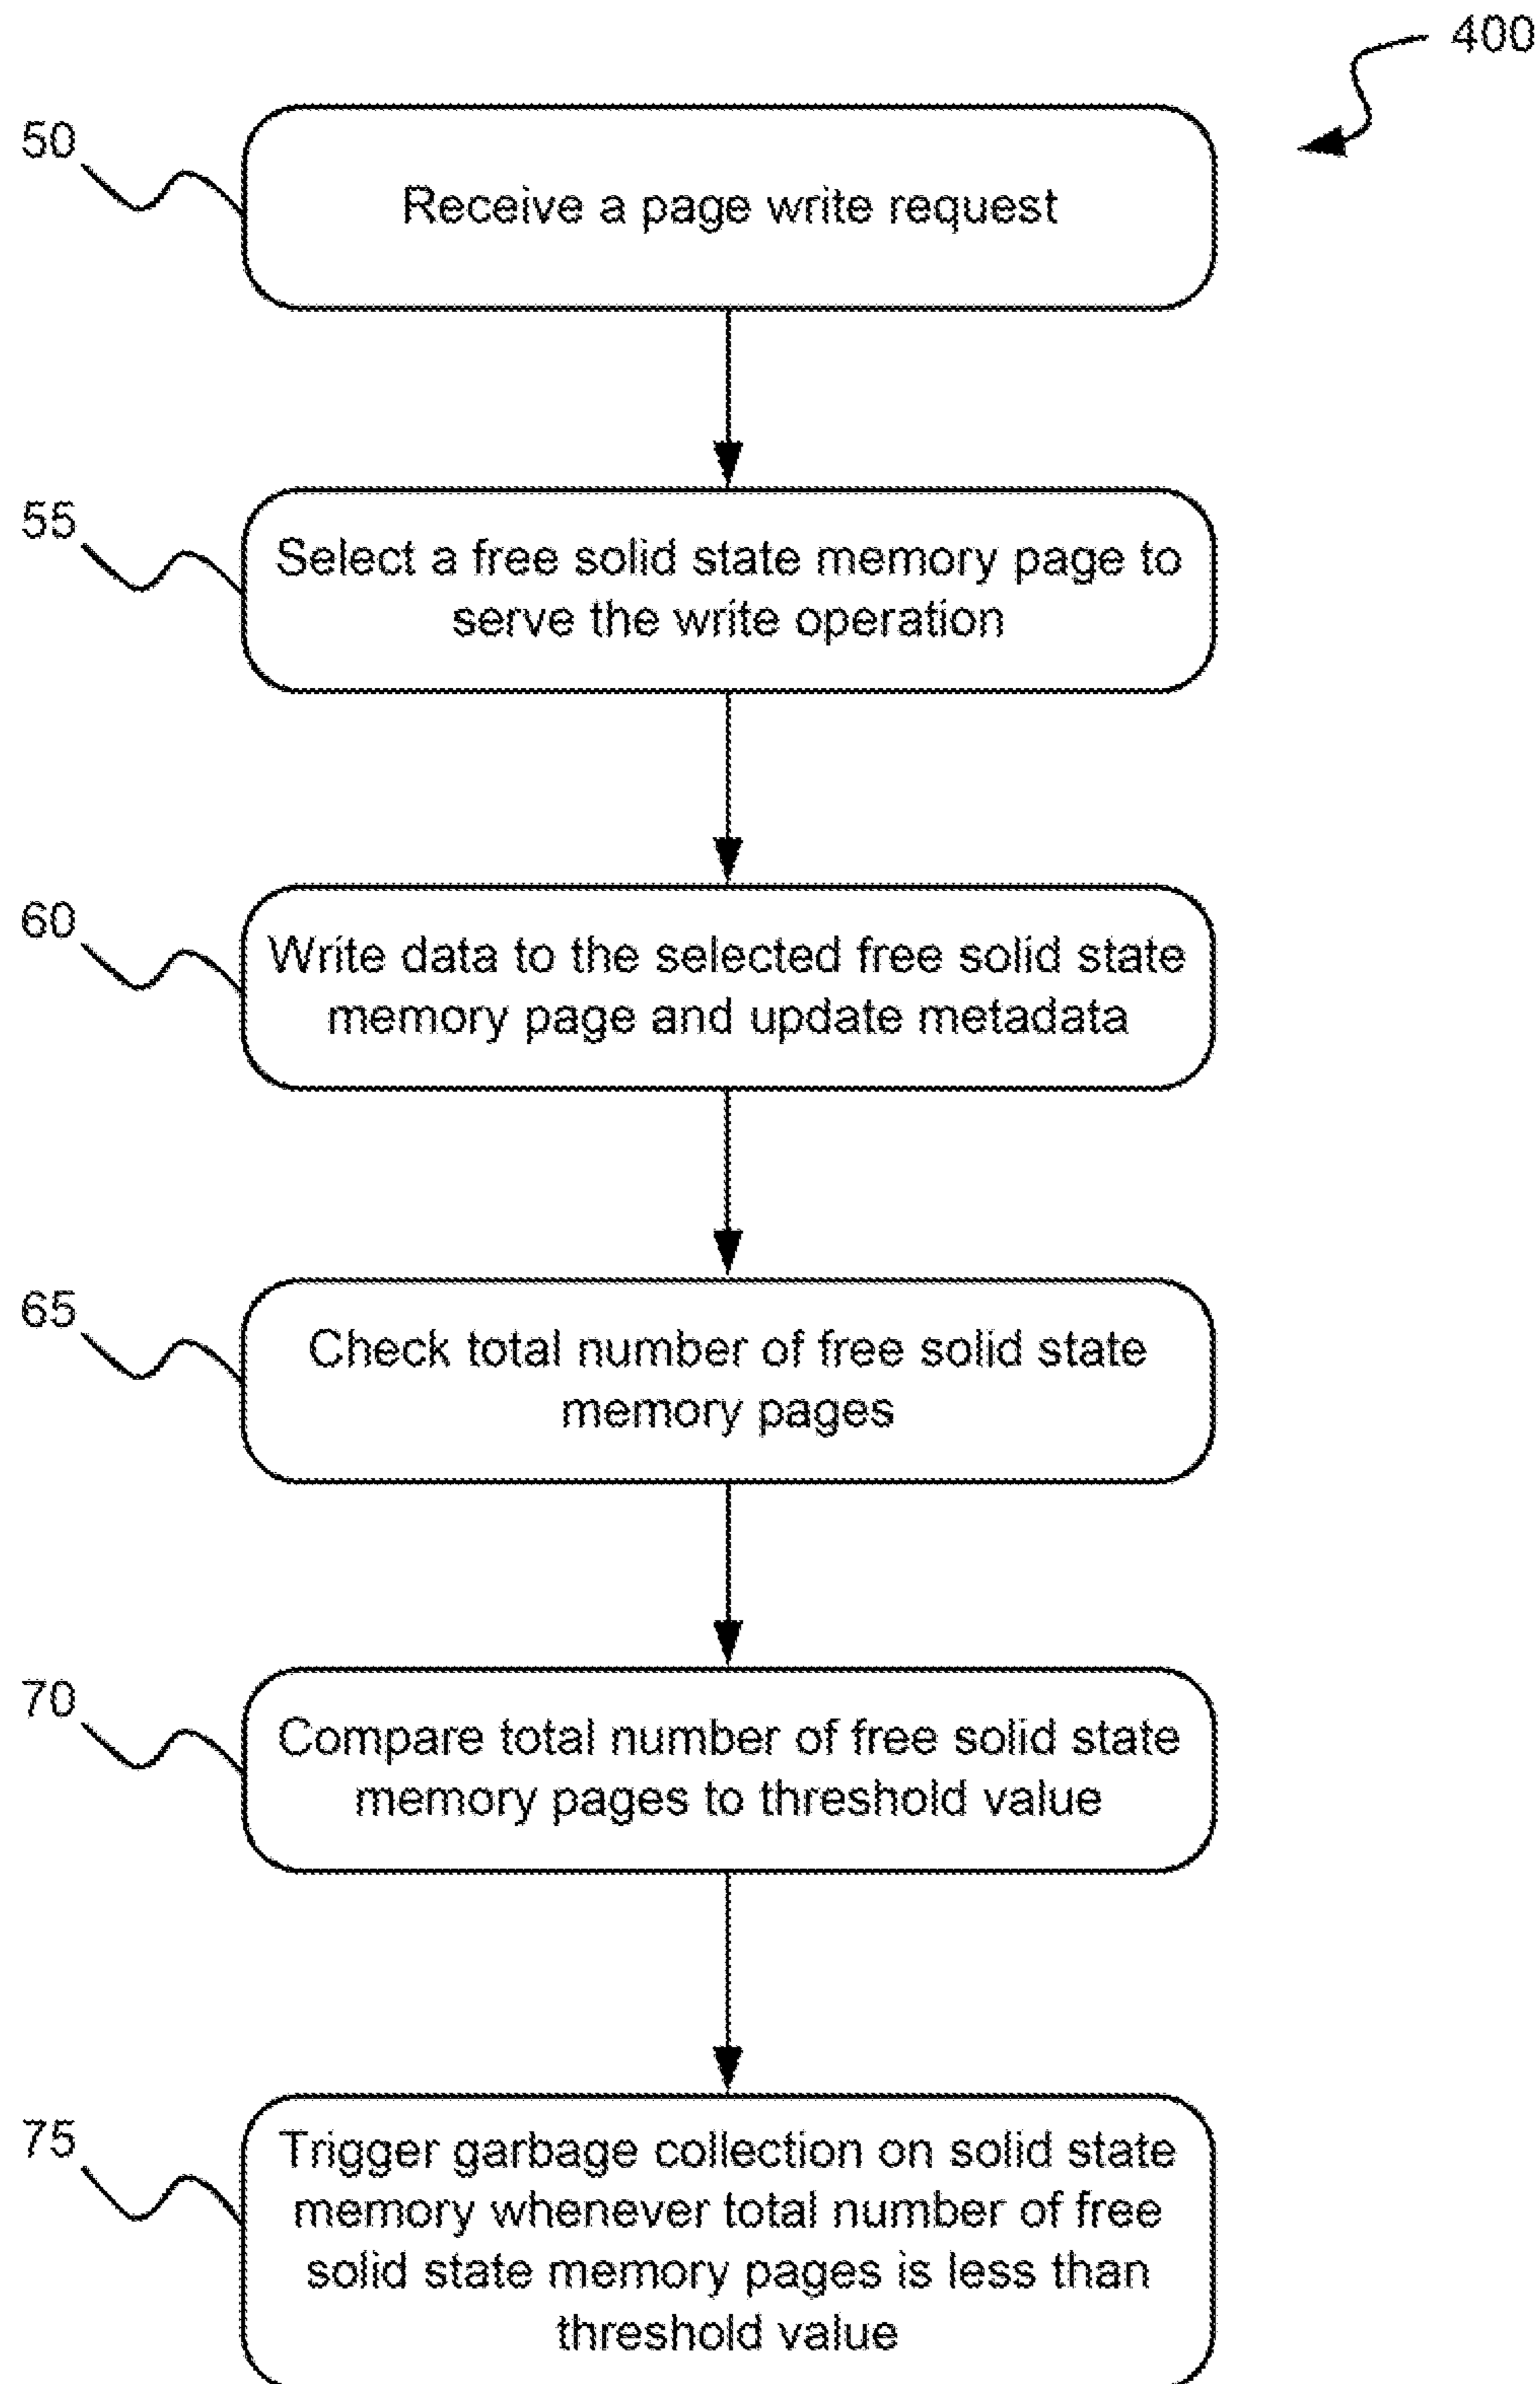 400
50
Receive a page write request
55
Select a free solid state memory page to
serve the write operation
60
Write data to the selected free solid state
memory page and update metadata
65
Check total number of free solid state
memory pages
70
Compare total number of free solid state
memory pages to threshold value
75
Trigger garbage collection on solid state
memory whenever total number of free
solid state memory pages is less than
threshold value